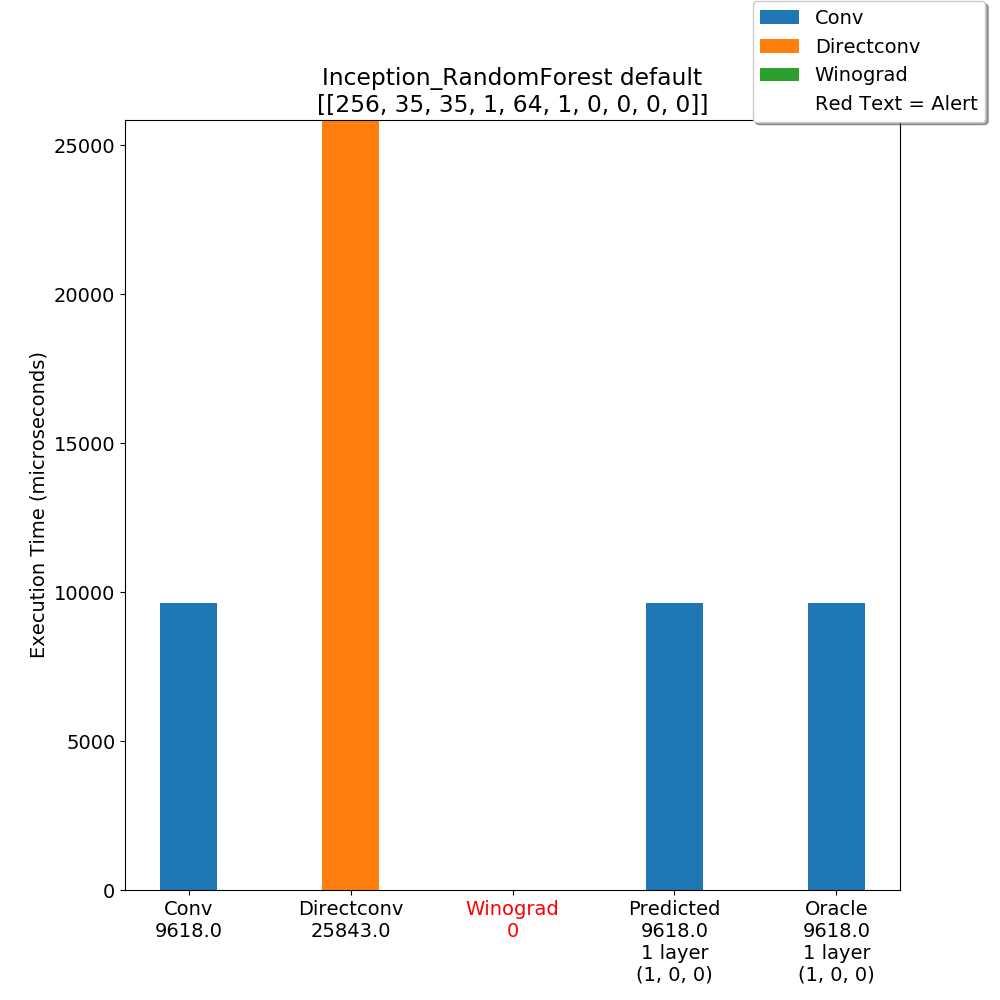 Conv
Directconv
Winograd
Red Text = Alert
Inception_RandomForest default
[[256, 35, 35, 1, 64, 1, 0, 0, 0, 0]]
Execution Time (microseconds)
25000
20000
15000
10000
5000
0
Conv
9618.0
Directconv
25843.0
Winograd
0
Predicted
9618.0
1 layer
(1, 0, 0)
Oracle
9618.0
1 layer
(1, 0, 0)